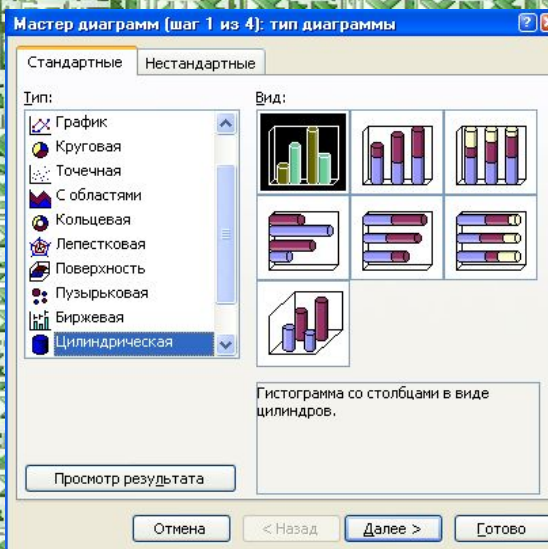 Мастер диаграмм (шаг 1 из 4): тип диаграммы
Стандартные
Нестандартные
Тип:
График
Круговая
Точечная
С областями
Кольцевая
Лепестковая
Поверхность
Пузырьковая
Биржевая
Цилиндрическая
Вид:
Гистограмма со столбцами в виде
цилиндров.
Просмотр результата
Отмена
< Назад
Далее >
Готово